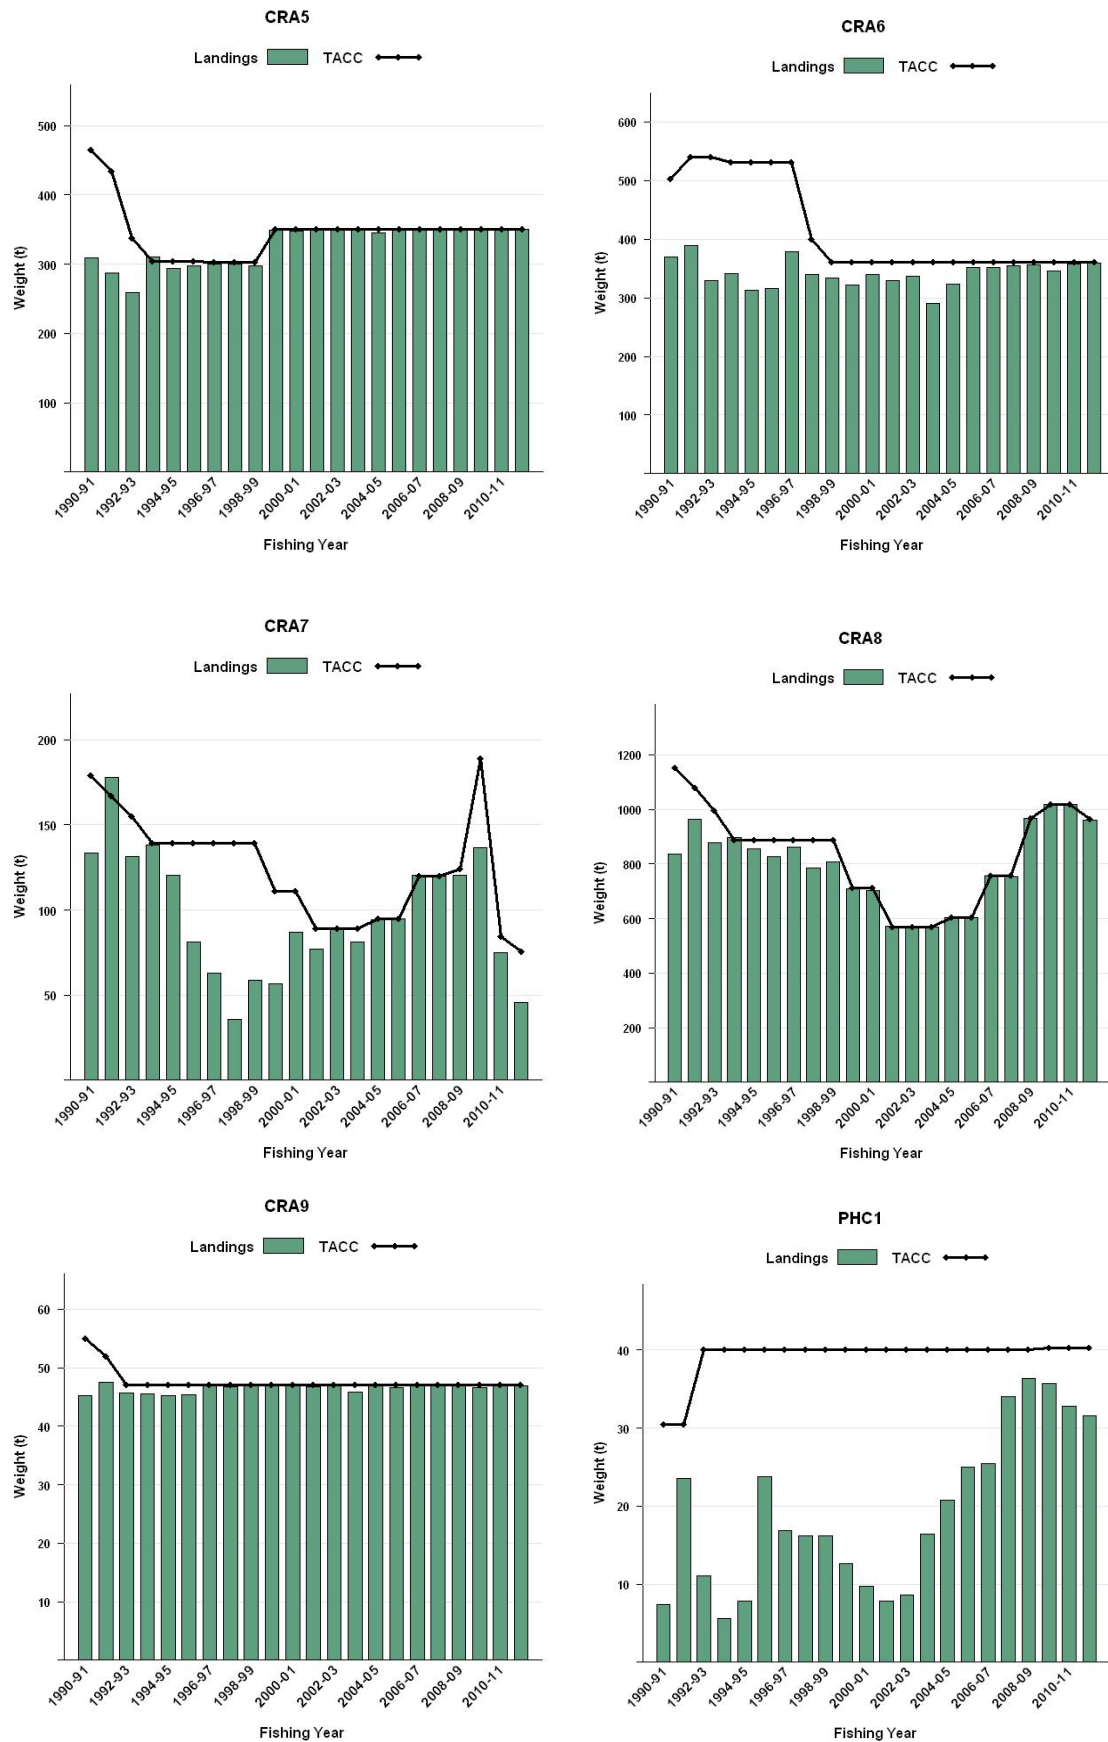 CRA5
Landings TACC
500
400
300
200
100
Weight (t)
1990-91 1992-93 1994-95 1996-97 1998-99 2000-01 2002-03 2004-05 2006-07 2008-09 2010-11
Fishing Year
CRA6
Landings TACC
600
500
400
300
200
100
Weight (t)
1990-91 1992-93 1994-95 1996-97 1998-99 2000-01 2002-03 2004-05 2006-07 2008-09 2010-11
Fishing Year
CRA7
Landings TACC
200
150
100
50
Weight (t)
1990-91 1992-93 1994-95 1996-97 1998-99 2000-01 2002-03 2004-05 2006-07 2008-09 2010-11
Fishing Year
CRA8
Landings TACC
1200
1000
800
600
400
200
Weight (t)
1990-91 1992-93 1994-95 1996-97 1998-99 2000-01 2002-03 2004-05 2006-07 2008-09 2010-11
Fishing Year
CRA9
Landings TACC
60
50
40
30
20
10
Weight (t)
1990-91 1992-93 1994-95 1996-97 1998-99 2000-01 2002-03 2004-05 2006-07 2008-09 2010-11
Fishing Year
PHC1
Landings TACC
40
30
20
10
Weight (t)
1990-91 1992-93 1994-95 1996-97 1998-99 2000-01 2002-03 2004-05 2006-07 2008-09 2010-11
Fishing Year